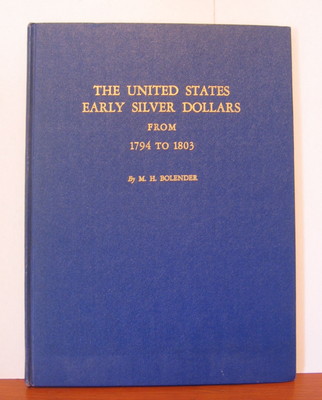 THE UNITED STATES
EARLY SILVER DOLLARS
FROM
1794 TO 1803
By M. H. BOLENDER